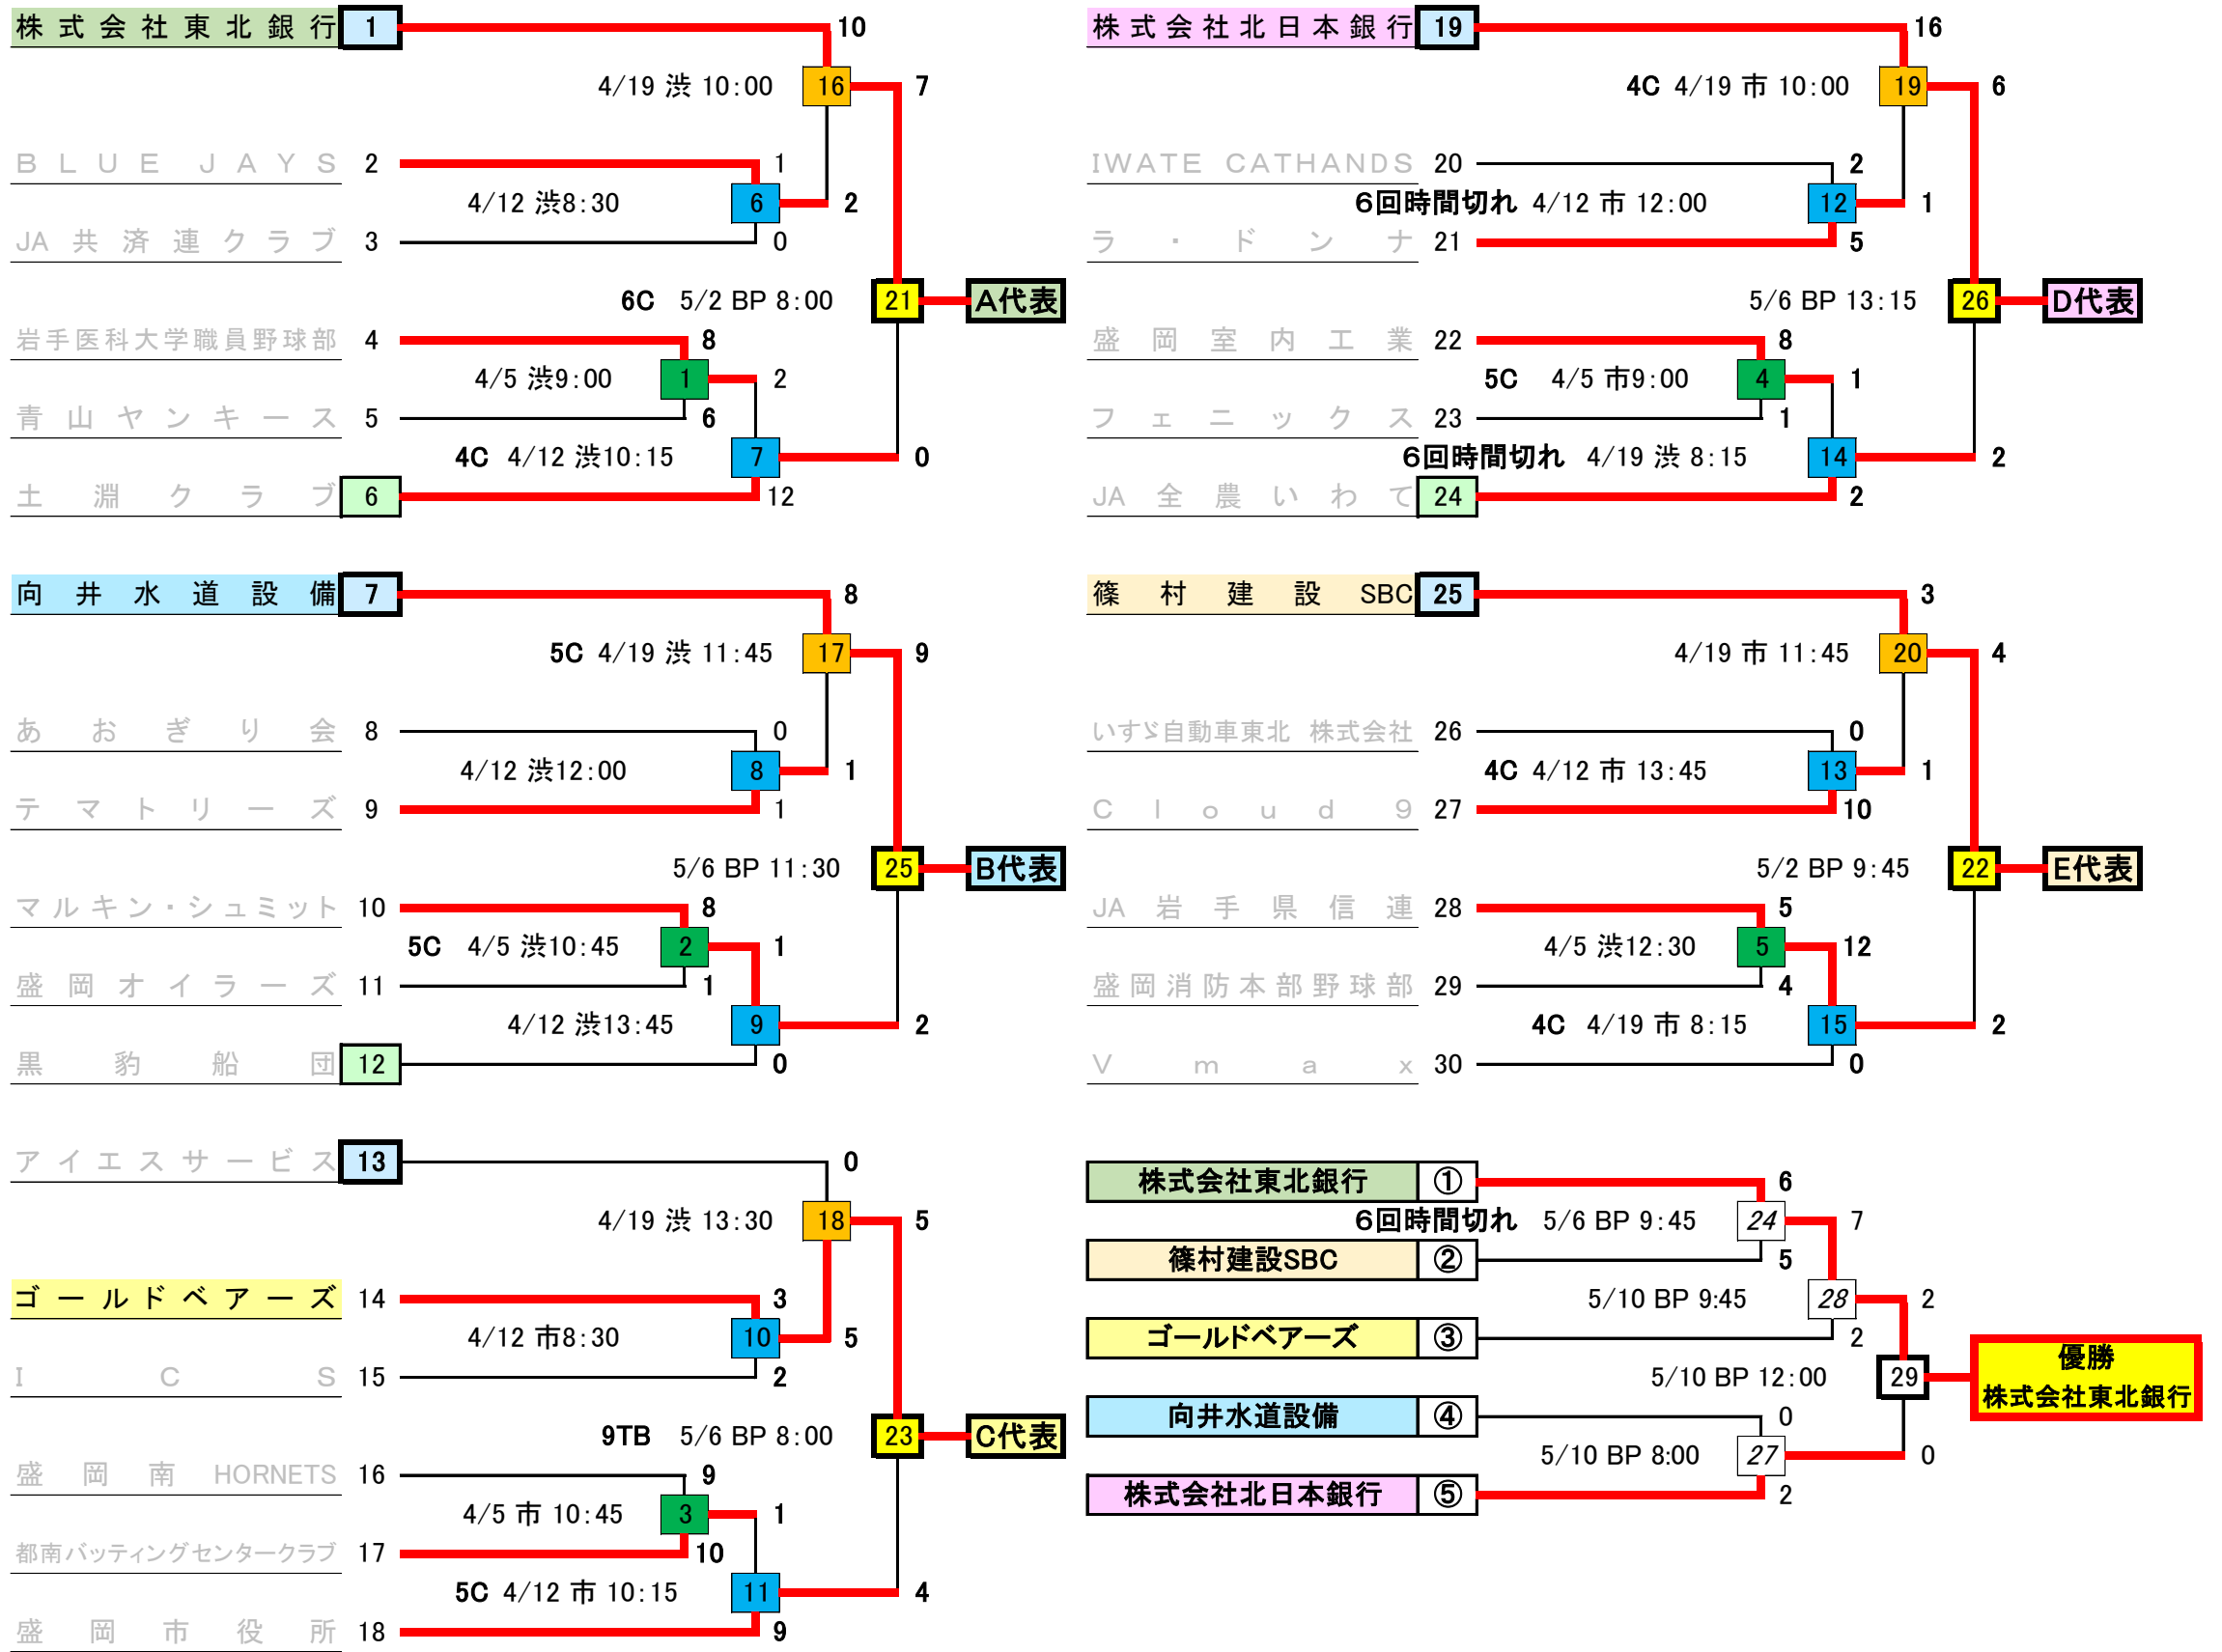 株式会社東北銀行 1 10
4/19 渋 10:00 16 7
BLUE JAYS 2 1
4/12 渋8:30 6 2
JA共済連クラブ 3 0
6C 5/2 BP 8:00 21 A代表
岩手医科大学職員野球部 4 8
4/5 渋9:00 1 2
青山ヤンキース 5 6
4C 4/12 渋10:15 7 0
土淵クラブ 6 12
向井水道設備 7 8
5C 4/19 渋 11:45 17 9
あおぎり会 8 0
4/12 渋12:00 8 1
テマトリーズ 9 1
5/6 BP 11:30 25 B代表
マルキン・シュミット 10 8
5C 4/5 渋10:45 2 1
盛岡オイラーズ 11 1
4/12 渋13:45 9 2
黒豹船団 12 0
アイエスサービス 13 0
4/19 渋 13:30 18 5
ゴールドベアーズ 14 3
4/12 市8:30 10 5
ICS 15 2
9TB 5/6 BP 8:00 23 C代表
盛岡南HORNETS 16 9
4/5 市 10:45 3 1
都南バッティングセンタークラブ 17 10
5C 4/12 市 10:15 11 4
盛岡市役所 18 9
株式会社北日本銀行 19 16
4C 4/19 市 10:00 19 6
IWATE CATHANDS 20 2
6回時間切れ 4/12 市 12:00 12 1
ラ・ドンナ 21 5
5/6 BP 13:15 26 D代表
盛岡室内工業 22 8
5C 4/5 市9:00 4 1
フェニックス 23 1
6回時間切れ 4/19 渋 8:15 14 2
JA全農いわて 24 2
篠村建設SBC 25 3
4/19 市 11:45 20 4
いすゞ自動車東北 株式会社 26 0
4C 4/12 市 13:45 13 1
Cloud9 27 10
5/2 BP 9:45 22 E代表
JA岩手県信連 28 5
4/5 渋12:30 5 12
盛岡消防本部野球部 29 4
4C 4/19 市 8:15 15 2
Vmax 30 0
株式会社東北銀行 ① 6
6回時間切れ 5/6 BP 9:45 24 7
篠村建設SBC ② 5
5/10 BP 9:45 28 2
ゴールドベアーズ ③ 2
5/10 BP 12:00 29 優勝
株式会社東北銀行
向井水道設備 ④ 0
5/10 BP 8:00 27 0
株式会社北日本銀行 ⑤ 2